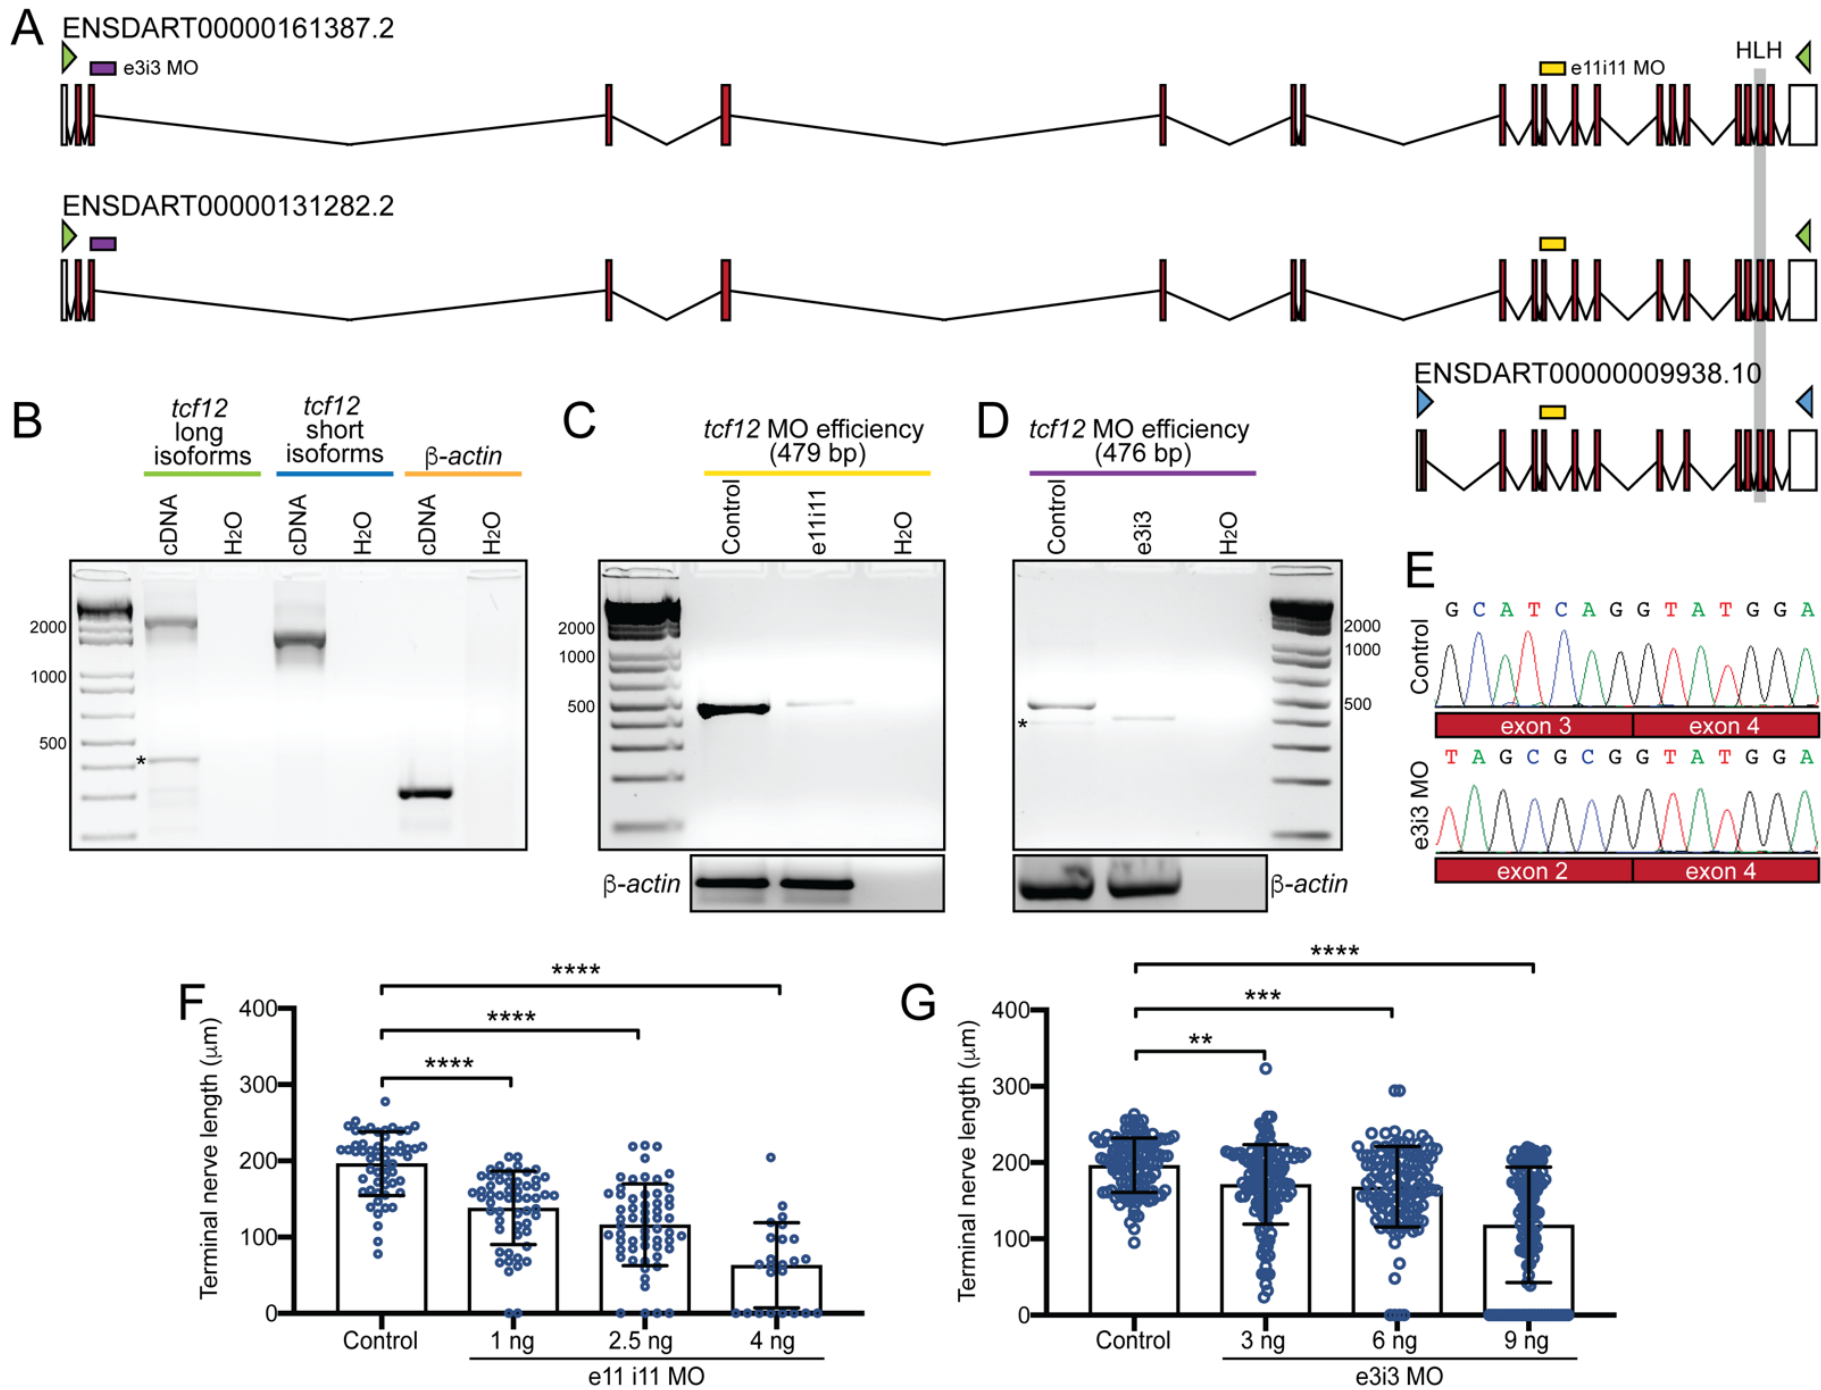 A
ENSDART00000161387.2
e3i3 MO
e11i11 MO
HLH
ENSDART00000131282.2
ENSDART00000009938.10
B
tcf12 long isoforms
tcf12 short isoforms
β-actin
cDNA
H2O
cDNA
H2O
cDNA
H2O
2000
1000
500
*
C
tcf12 MO efficiency
(479 bp)
Control
e11i11
H2O
2000
1000
500
β-actin
D
tcf12 MO efficiency
(476 bp)
Control
e3i3
H2O
2000
1000
500
*
β-actin
E
Control
G C A T C A G G T A T G G A
exon 3 exon 4
e3i3 MO
T A G C G C G G T A T G G A
exon 2 exon 4
F
Terminal nerve length (μm)
400
300
200
100
0
****
****
****
Control 1 ng 2.5 ng 4 ng
e11 i11 MO
G
Terminal nerve length (μm)
400
300
200
100
0
****
***
**
Control 3 ng 6 ng 9 ng
e3i3 MO